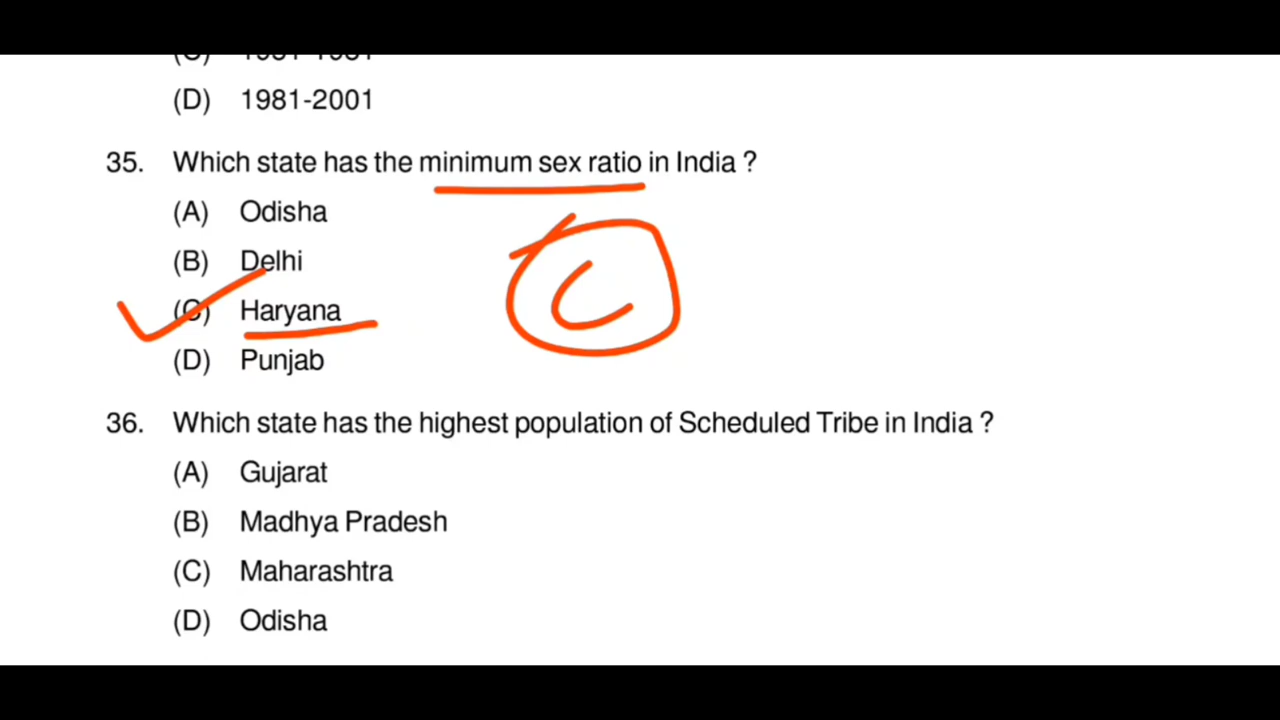 (D) 1981-2001
35. Which state has the minimum sex ratio in India ?
(A) Odisha
(B) Delhi
(C) Haryana
C
(D) Punjab
36. Which state has the highest population of Scheduled Tribe in India ?
(A) Gujarat
(B) Madhya Pradesh
(C) Maharashtra
(D) Odisha